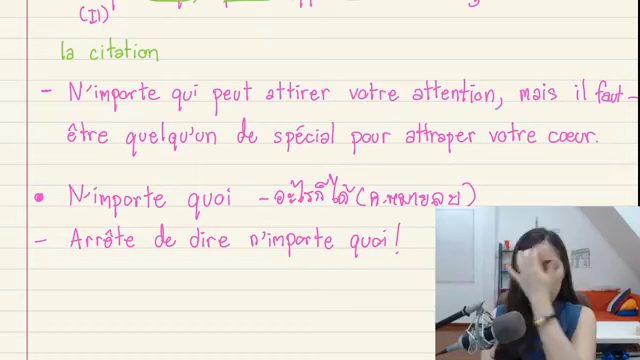 (II)
la citation
- N'importe qui peut attirer votre attention, mais il faut -
être quelqu'un de spécial pour attraper votre cœur.
• N'importe quoi - อะไรก็ได้ (ค.หมายลบ)
- Arrête de dire n'importe quoi !